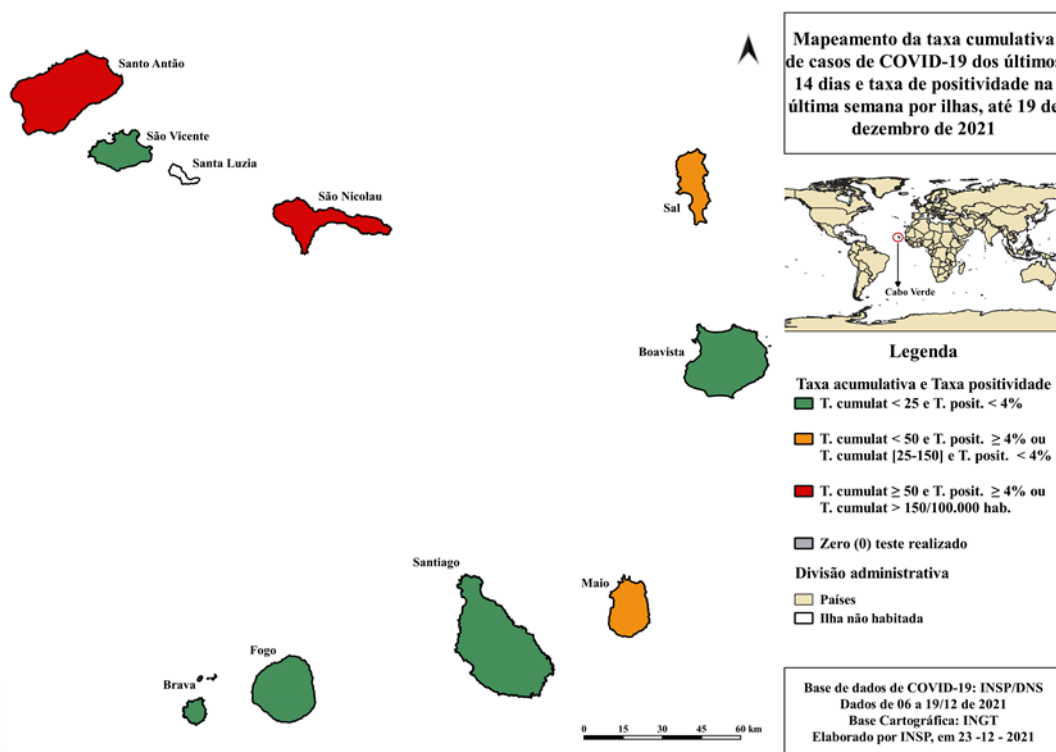 Mapeamento da taxa cumulativa
de casos de COVID-19 dos últimos
14 dias e taxa de positividade na
última semana por ilhas, até 19 de
dezembro de 2021
Santo Antão
São Vicente
Santa Luzia
São Nicolau
Sal
Boavista
Cabo Verde
Legenda
Taxa acumulativa e Taxa positividade
T. cumulat < 25 e T. posit. < 4%
T. cumulat < 50 e T. posit. ≥ 4% ou
T. cumulat [25-150] e T. posit. < 4%
T. cumulat ≥ 50 e T. posit. ≥ 4% ou
T. cumulat > 150/100.000 hab.
Zero (0) teste realizado
Divisão administrativa
Países
Ilha não habitada
Santiago
Maio
Fogo
Brava
0 15 30 45 60 km
Base de dados de COVID-19: INSP/DNS
Dados de 06 a 19/12 de 2021
Base Cartográfica: INGT
Elaborado por INSP, em 23 -12 - 2021